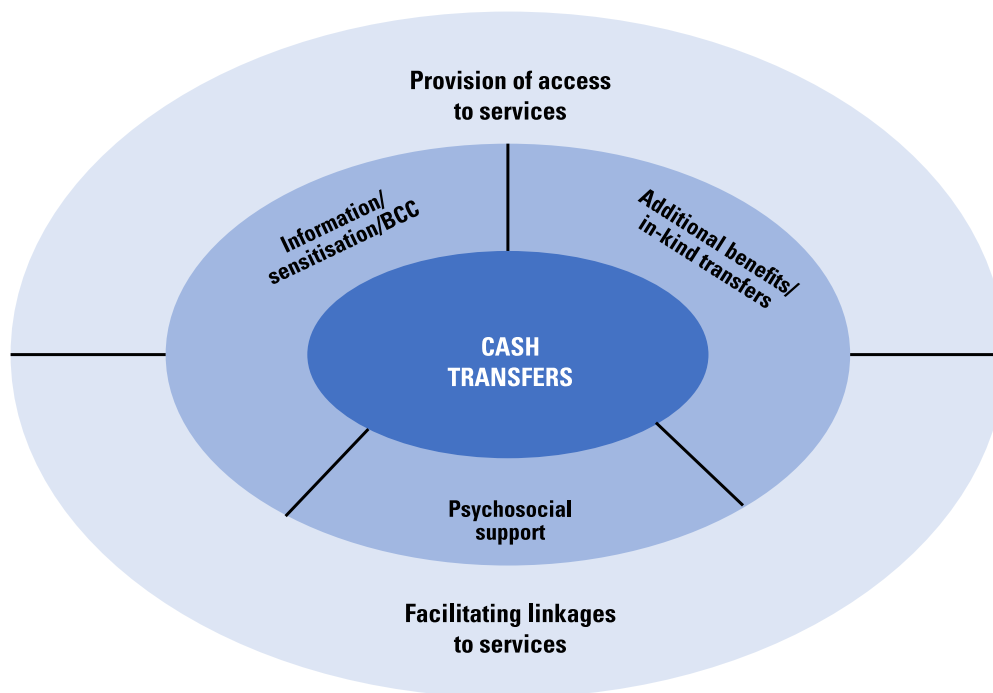 Provision of access
to services
Information/
sensitisation/BCC
Additional benefits/
in-kind transfers
CASH
TRANSFERS
Psychosocial
support
Facilitating linkages
to services